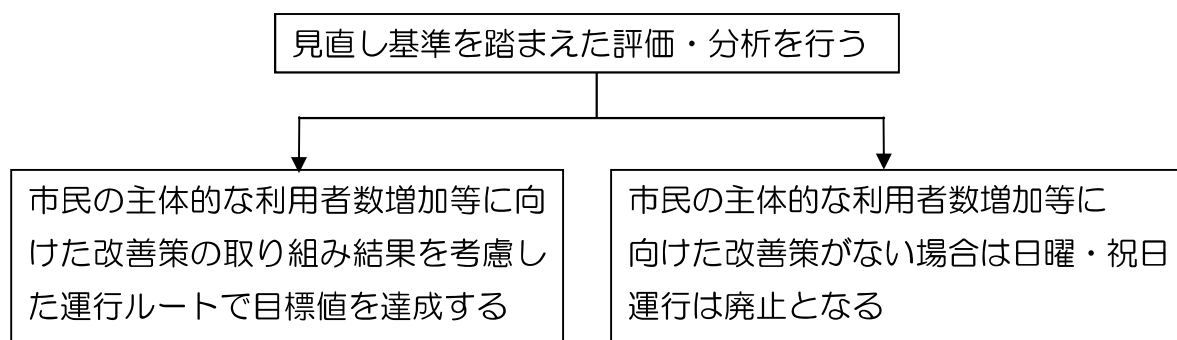 見直し基準を踏まえた評価・分析を行う
市民の主体的な利用者数増加等に向
けた改善策の取り組み結果を考慮し
た運行ルートで目標値を達成する
市民の主体的な利用者数増加等に
向けた改善策がない場合は日曜・祝日
運行は廃止となる